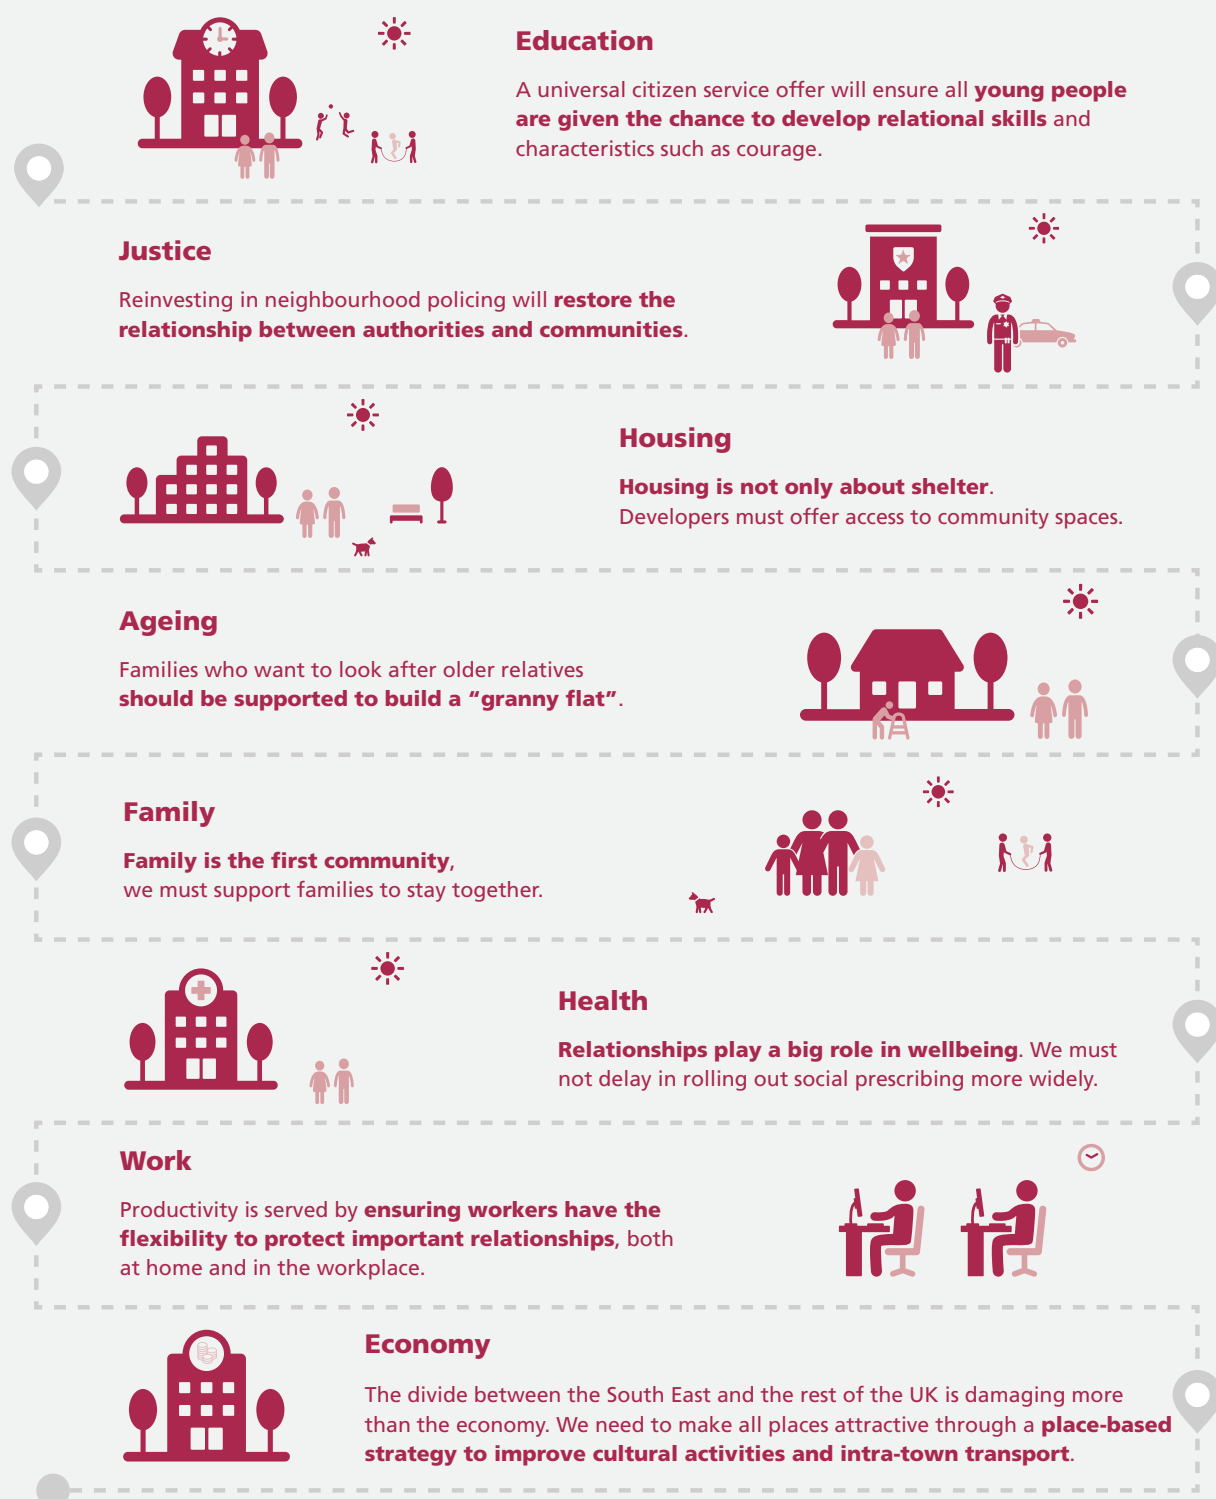 Education
A universal citizen service offer will ensure all young people
are given the chance to develop relational skills and
characteristics such as courage.
Justice
Reinvesting in neighbourhood policing will restore the
relationship between authorities and communities.
Housing
Housing is not only about shelter.
Developers must offer access to community spaces.
Ageing
Families who want to look after older relatives
should be supported to build a “granny flat”.
Family
Family is the first community,
we must support families to stay together.
Health
Relationships play a big role in wellbeing. We must
not delay in rolling out social prescribing more widely.
Work
Productivity is served by ensuring workers have the
flexibility to protect important relationships, both
at home and in the workplace.
Economy
The divide between the South East and the rest of the UK is damaging more
than the economy. We need to make all places attractive through a place-based
strategy to improve cultural activities and intra-town transport.